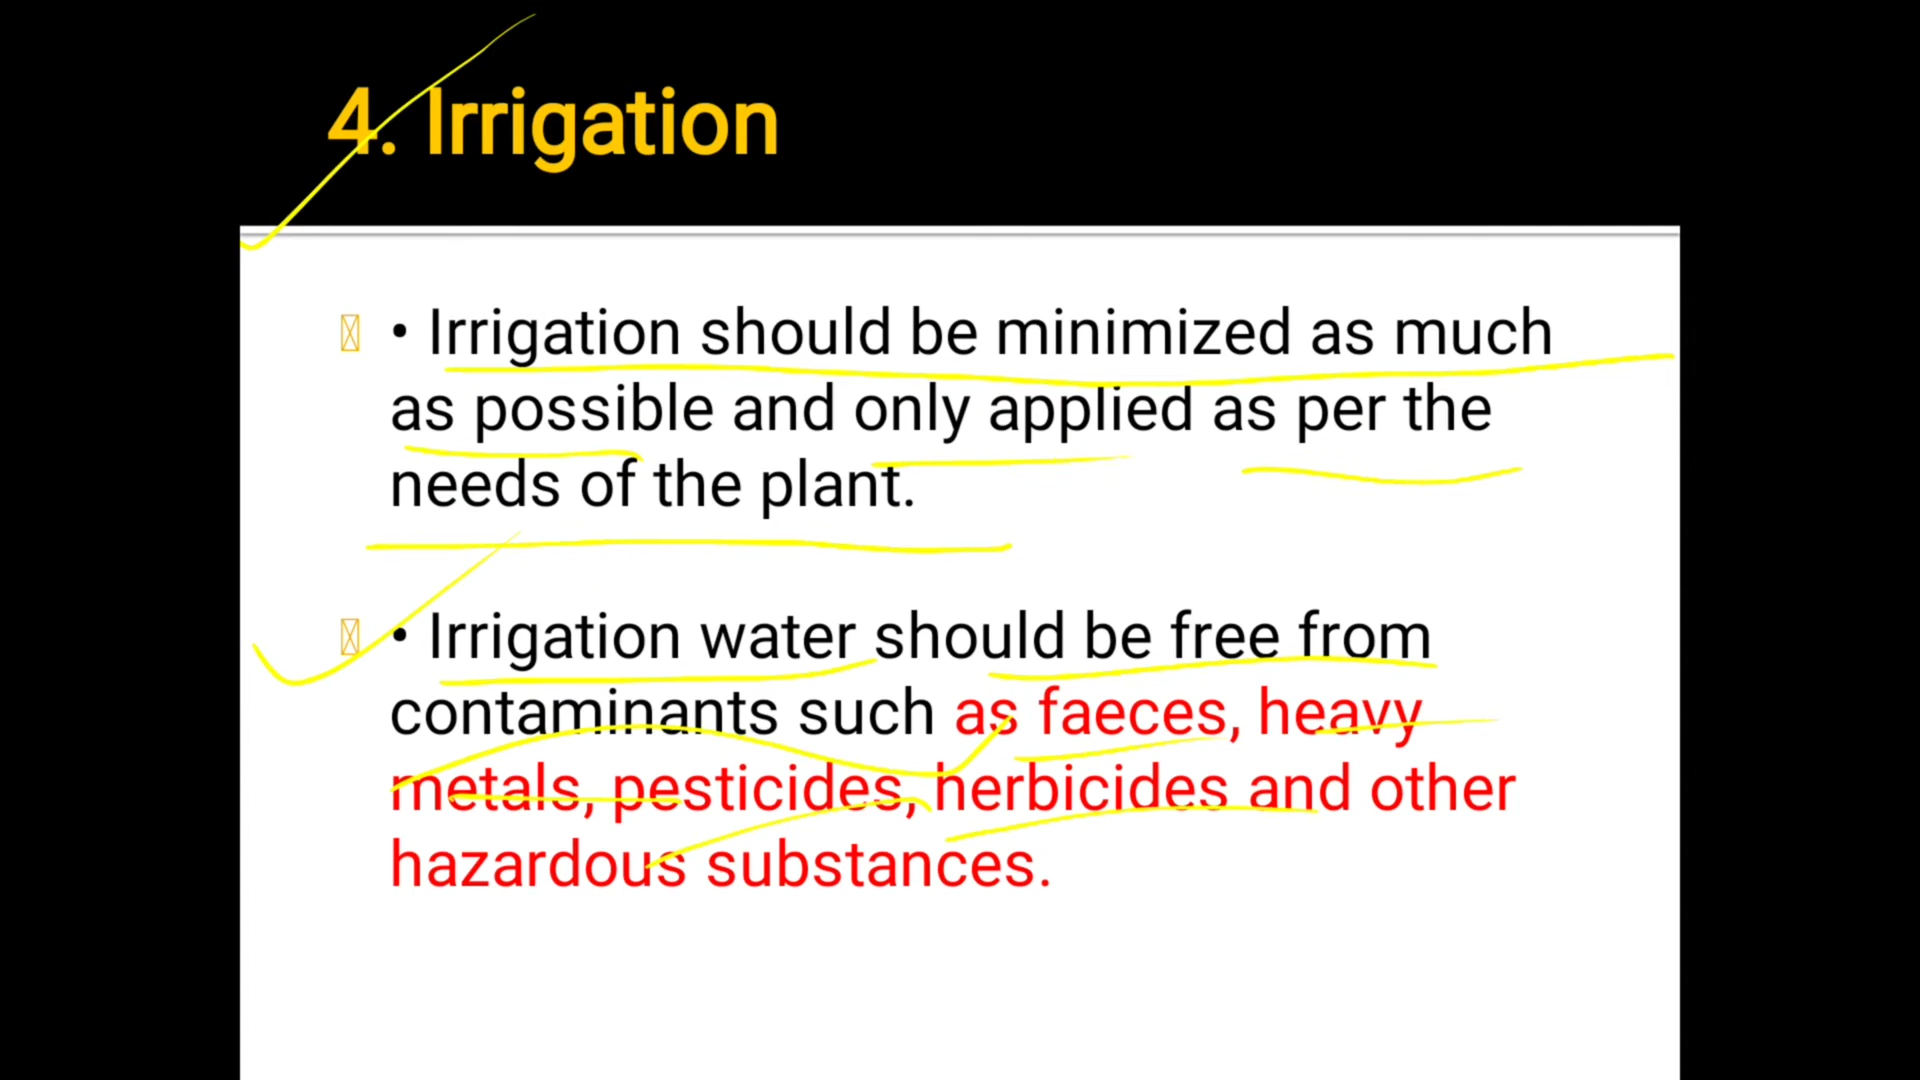 4. Irrigation
• Irrigation should be minimized as much
as possible and only applied as per the
needs of the plant.
• Irrigation water should be free from
contaminants such as faeces, heavy
metals, pesticides, herbicides and other
hazardous substances.